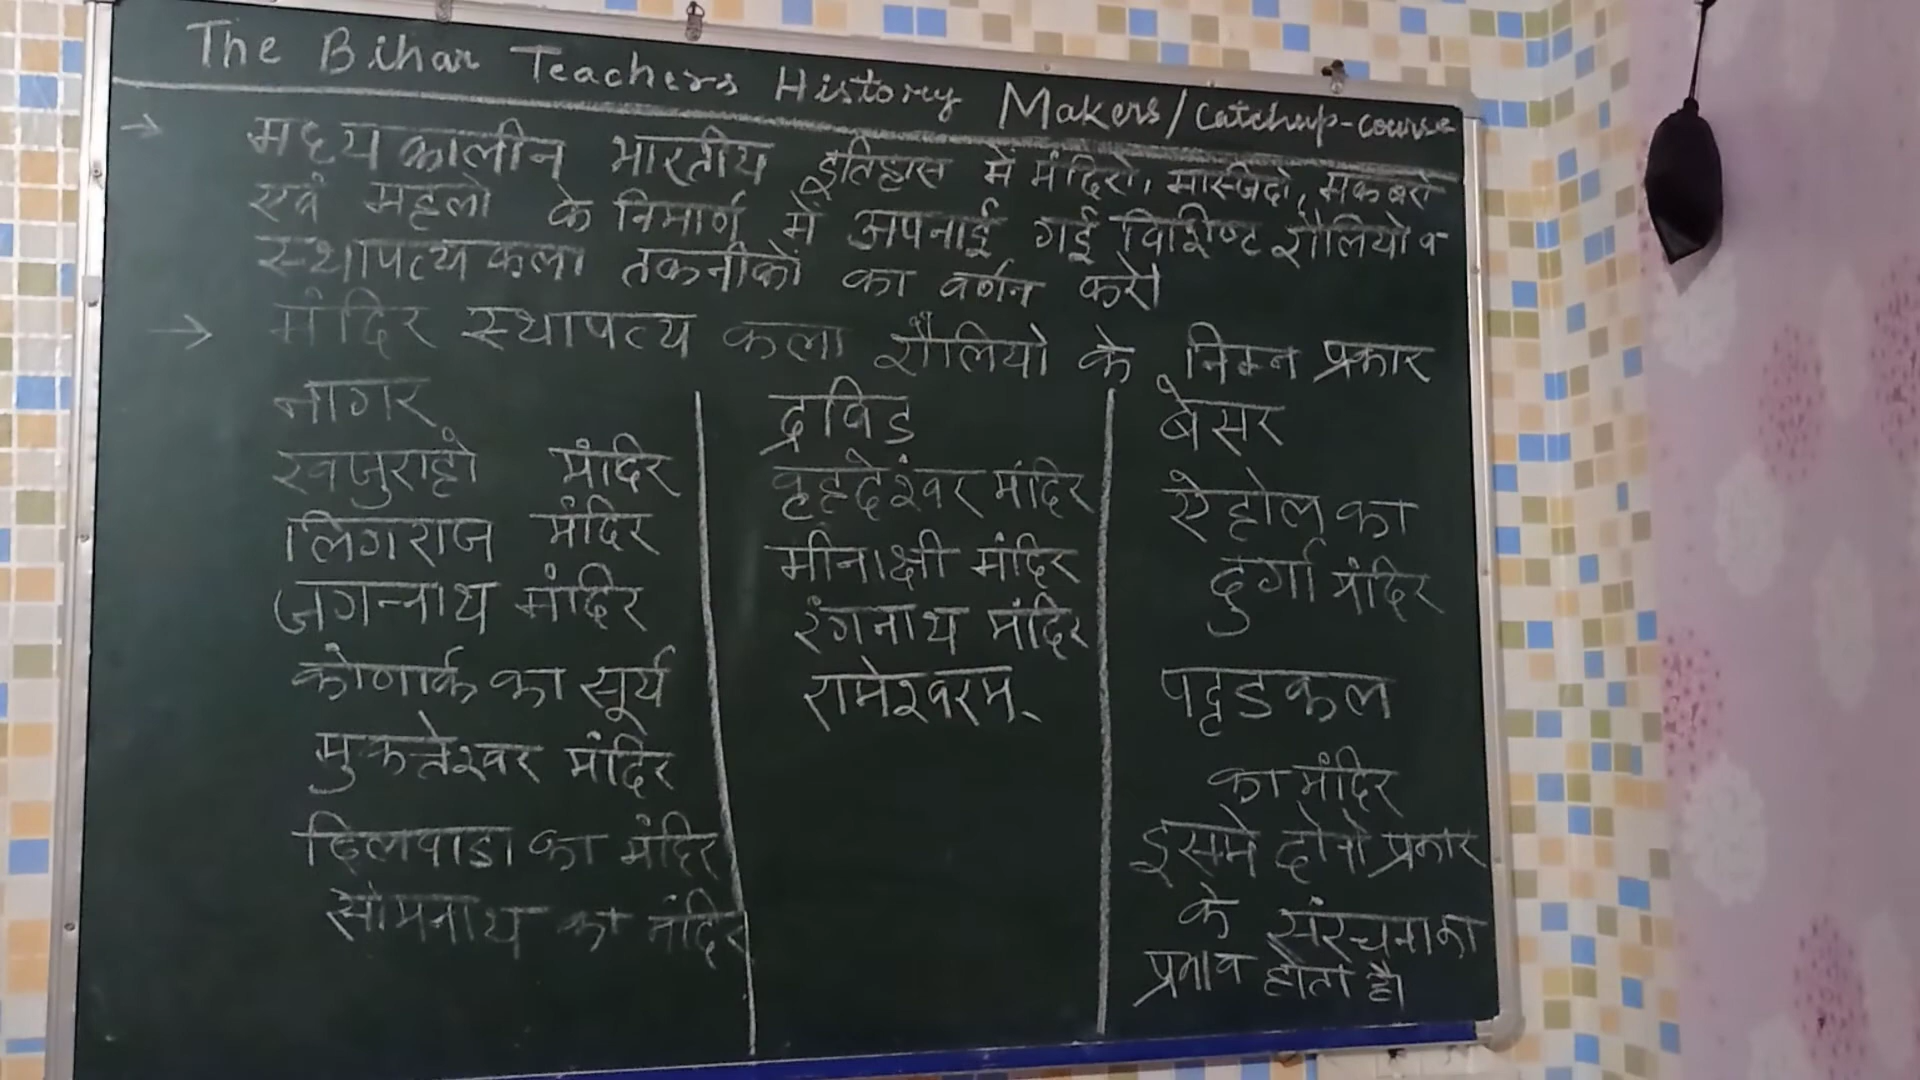 The Bihar Teachers History Makers/Catchup-course
→ मध्यकालीन भारतीय इतिहास में मंदिरो, मस्जिदो, मकबरो
एवं महलो के निमार्ण में अपनाई गई विशिष्ट शैलियो व
स्थापत्यकला तकनीकों का वर्णन करे।
→ मंदिर स्थापत्य कला शैलियो के निम्न प्रकार
नागर
खजुराहो मंदिर
लिंगराज मंदिर
जगन्नाथ मंदिर
कोणार्क का सूर्य
मुक्तेश्वर मंदिर
दिलवाडा का मंदिर
सोमनाथ का मंदिर
द्रविड
वृहदेश्वर मंदिर
मीनाक्षी मंदिर
रंगनाथ मंदिर
रामेश्वरम्
बेसर
ऐहोल का
दुर्गा मंदिर
पट्टडकल
का मंदिर
इसमे दोनो प्रकार
के संरचना का
प्रभाव होता है।